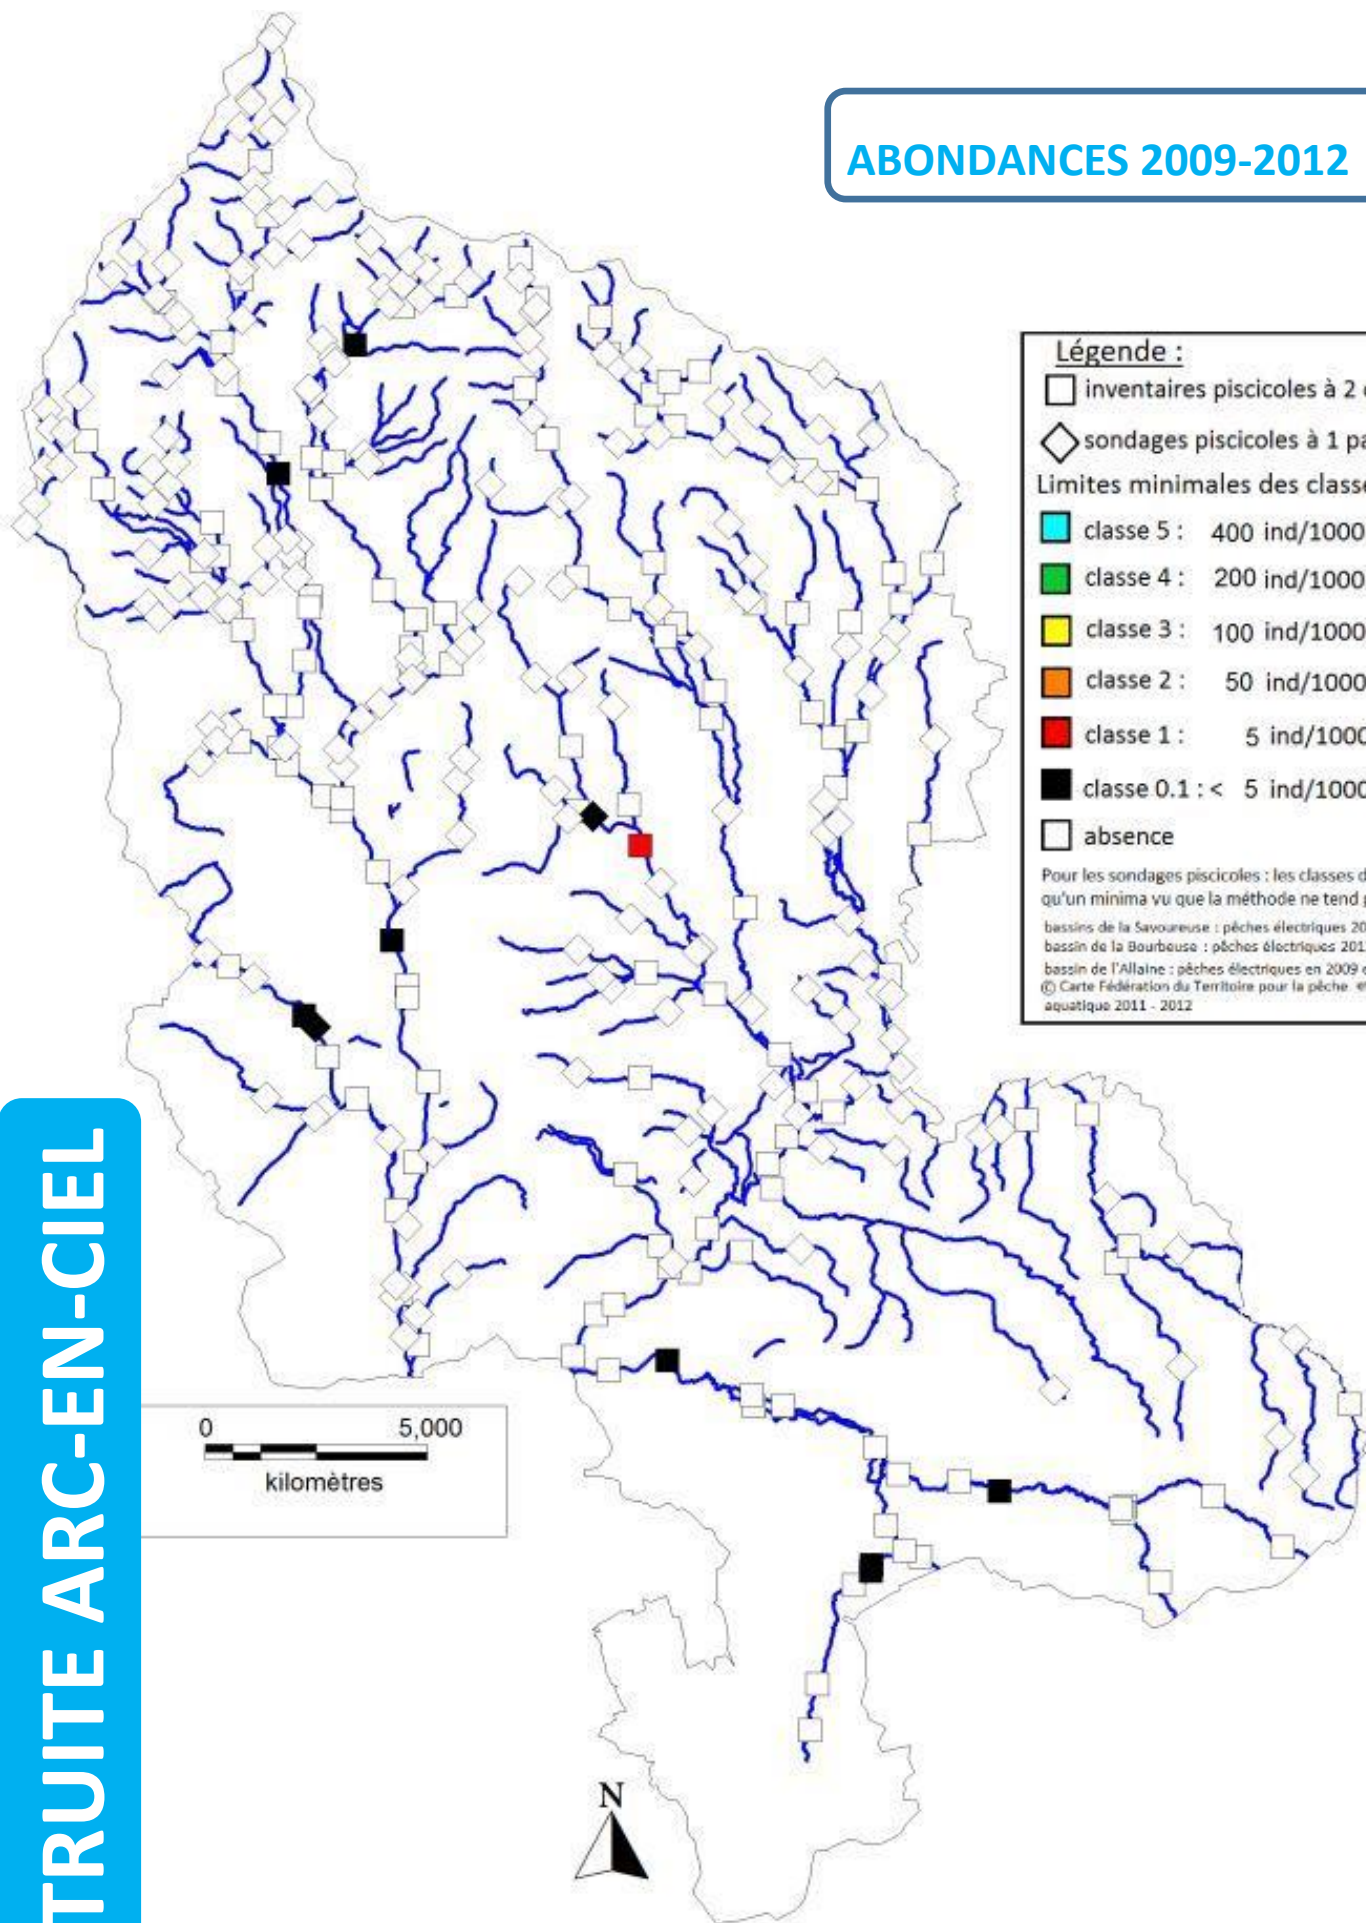 ABONDANCES 2009-2012
Légende :
inventaires piscicoles à 2
sondages piscicoles à 1
Limites minimales des
classe 5 : 400 ind/1000
classe 4 : 200 ind/1000
classe 3 : 100 ind/1000
classe 2 : 50 ind/1000
classe 1 : 5 ind/1000
classe 0.1 : < 5 ind/1000
absence
Pour les sondages piscicoles : les classes
qu'un minima vu que la méthode ne tend
bassins de la Savoureuse : pêches électriques
bassin de la Bourbeuse : pêches électriques
bassin de l'Allaine : pêches électriques en 2009
© Carte Fédération du Territoire pour la pêche
aquatique 2011 - 2012
TRUITE ARC-EN-CIEL
0 5,000
kilomètres
N